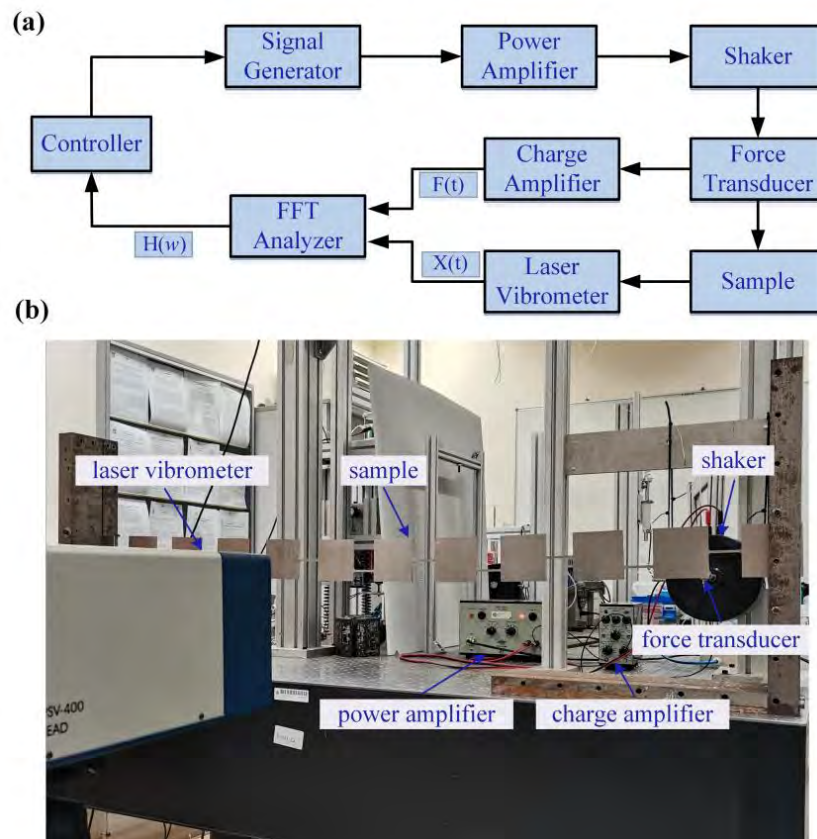 (a)
Signal
Generator
Power
Amplifier
Shaker
Controller
Charge
Amplifier
Force
Transducer
F(t)
FFT
Analyzer
H(w)
X(t)
Laser
Vibrometer
Sample
(b)
laser vibrometer
sample
shaker
force transducer
power amplifier
charge amplifier
PSV-400
EAD